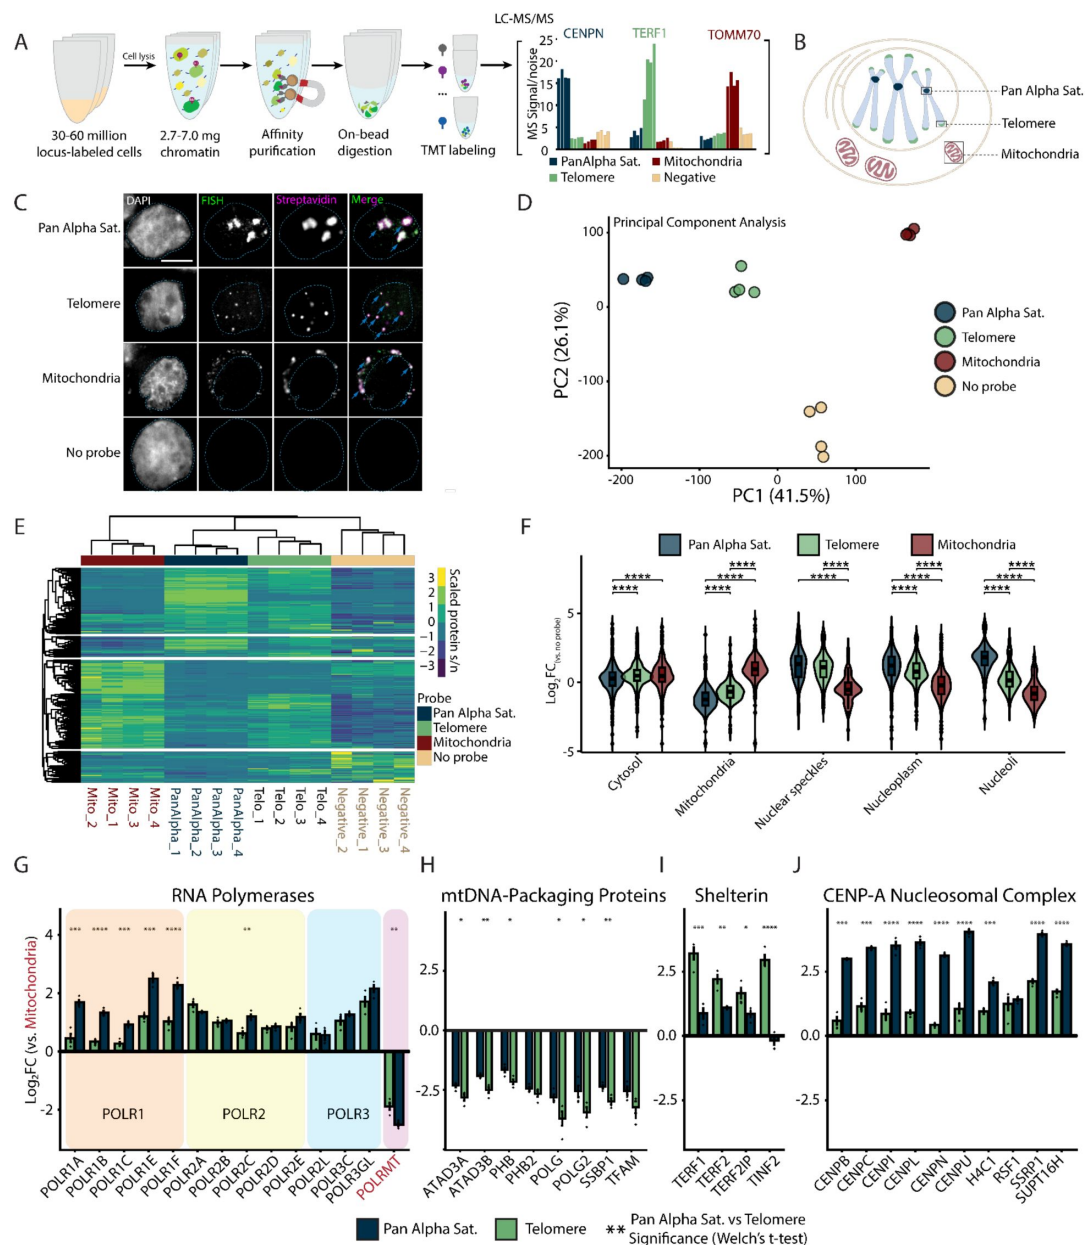 A
Cell lysis
30-60 million
locus-labeled cells
2.7-7.0 mg
chromatin
Affinity
purification
On-bead
digestion
...
TMT labeling
LC-MS/MS
CENPN
TERF1
TOMM70
MS Signal/noise
25
20
15
10
5
0
PanAlpha Sat.
Mitochondria
Telomere
Negative
B
Pan Alpha Sat.
Telomere
Mitochondria
C
DAPI
FISH
Streptavidin
Merge
Pan Alpha Sat.
Telomere
Mitochondria
No probe
D
Principal Component Analysis
PC2 (26.1%)
100
0
-100
-200
-200
-100
0
100
PC1 (41.5%)
Pan Alpha Sat.
Telomere
Mitochondria
No probe
E
3
2
1
0
−1
−2
−3
Scaled protein s/n
Probe
Pan Alpha Sat.
Telomere
Mitochondria
No probe
Mito_2
Mito_1
Mito_3
Mito_4
PanAlpha_1
PanAlpha_2
PanAlpha_3
PanAlpha_4
Telo_1
Telo_2
Telo_3
Telo_4
Negative_2
Negative_1
Negative_3
Negative_4
F
Pan Alpha Sat.
Telomere
Mitochondria
****
****
****
****
****
****
****
****
****
****
****
****
****
Log2FC(vs. no probe)
5
0
-5
Cytosol
Mitochondria
Nuclear speckles
Nucleoplasm
Nucleoli
G
RNA Polymerases
Log2FC (vs. Mitochondria)
4
2
0
-2
***
****
***
***
****
**
**
POLR1
POLR2
POLR3
POLR1A
POLR1B
POLR1C
POLR1E
POLR1F
POLR2A
POLR2B
POLR2C
POLR2D
POLR2E
POLR2L
POLR3C
POLR3GL
POLRMT
H
mtDNA-Packaging Proteins
2.5
0.0
-2.5
*
**
*
*
*
**
ATAD3A
ATAD3B
PHB
PHB2
POLG
POLG2
SSBP1
TFAM
I
Shelterin
2.5
0.0
-2.5
***
**
*
****
TERF1
TERF2
TERF2IP
TINF2
J
CENP-A Nucleosomal Complex
2.5
0.0
-2.5
***
***
****
****
****
****
***
****
****
CENPB
CENPC
CENPI
CENPL
CENPN
CENPU
H4C1
RSF1
SSRP1
SUPT16H
Pan Alpha Sat.
Telomere
** Pan Alpha Sat. vs Telomere
Significance (Welch's t-test)